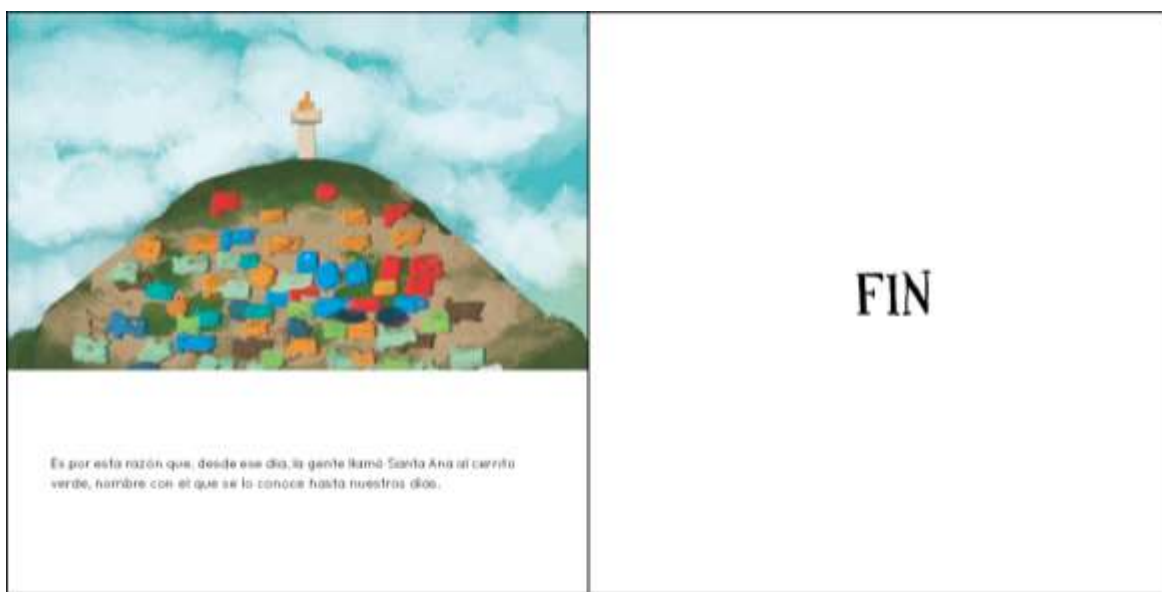 Es por esta razón que, desde ese día, la gente llamó Santa Ana al cerrito
verde, nombre con el que se lo conoce hasta nuestros días.
FIN